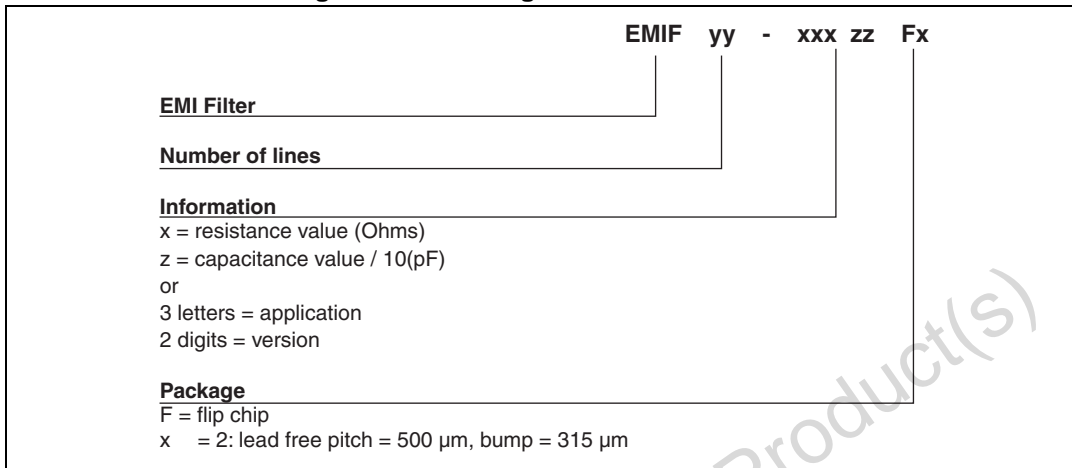 EMIF yy - xxx zz Fx
EMI Filter
Number of lines
Information
x = resistance value (Ohms)
z = capacitance value / 10(pF)
or
3 letters = application
2 digits = version
Package
F = flip chip
x = 2: lead free pitch = 500 µm, bump = 315 µm
Product(s)